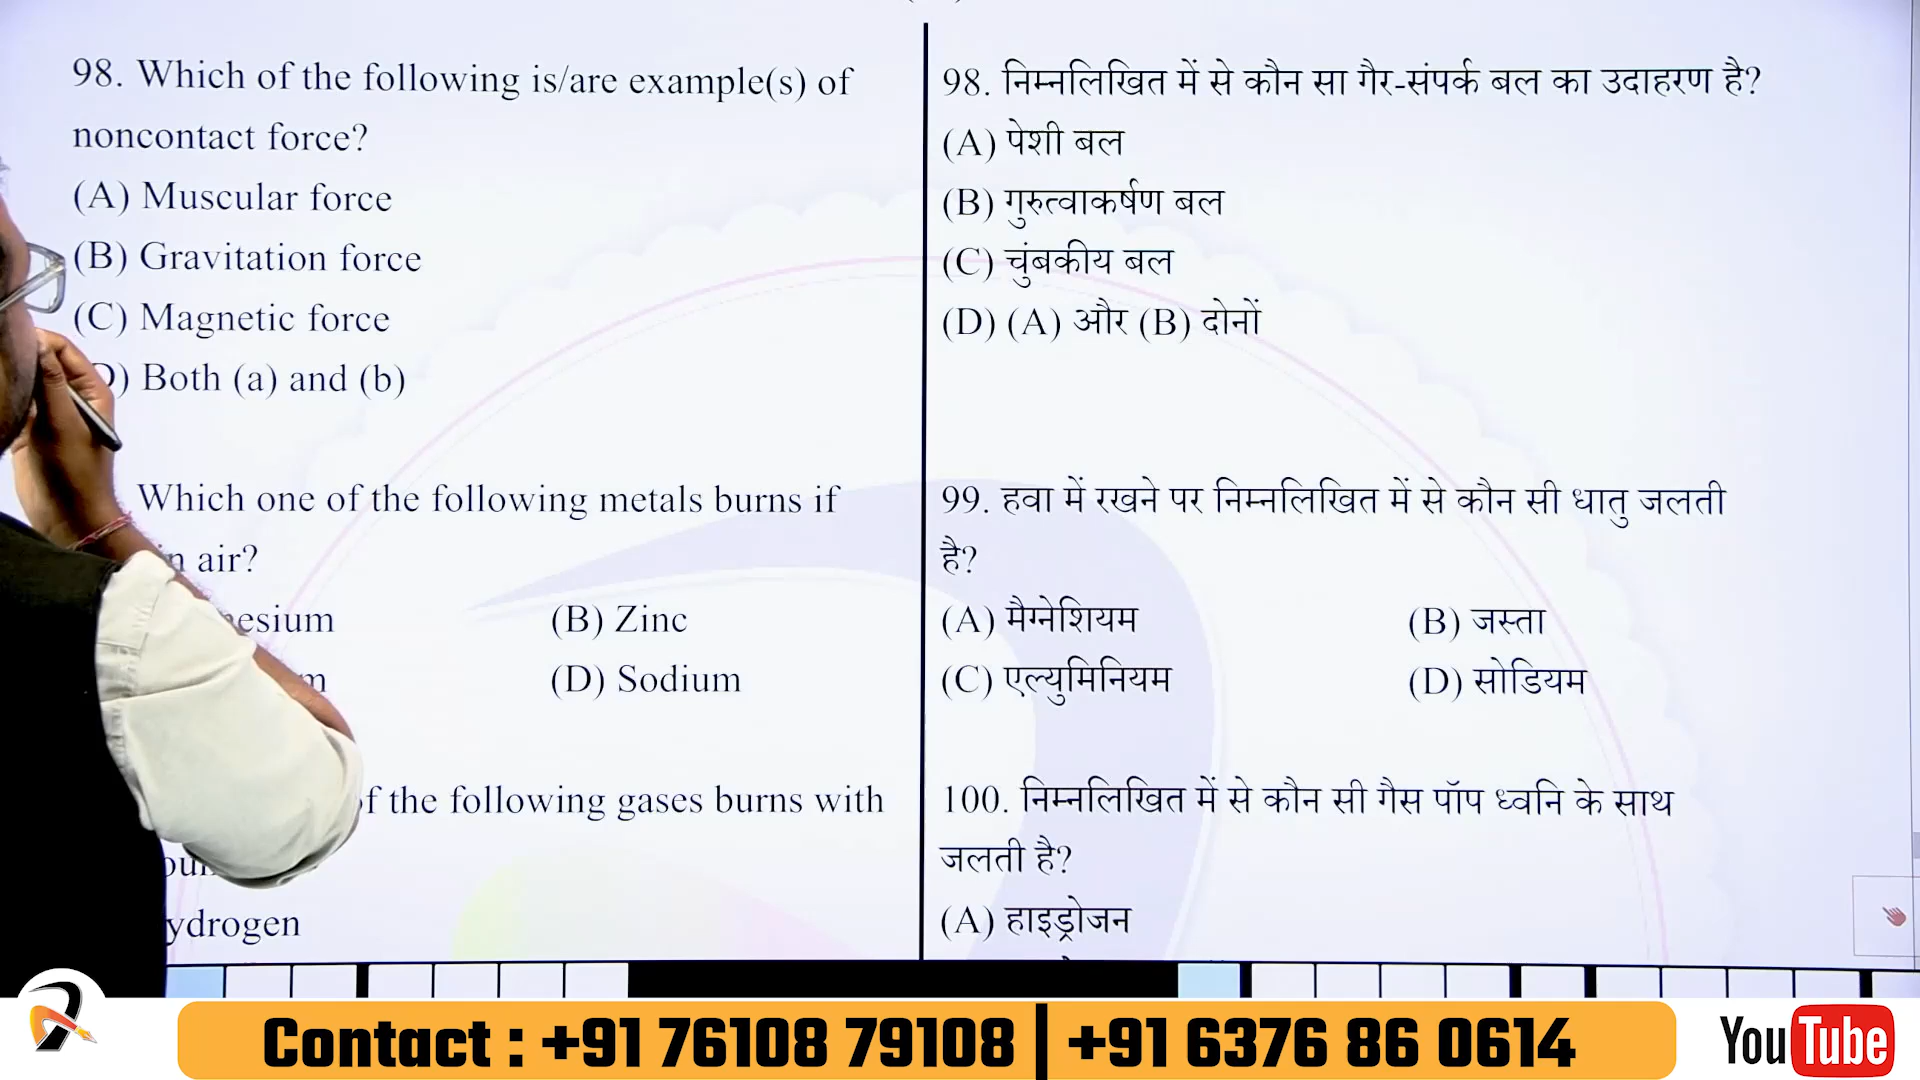 98. Which of the following is/are example(s) of
noncontact force?
(A) Muscular force
(B) Gravitation force
(C) Magnetic force
) Both (a) and (b)
Which one of the following metals burns if
air?
(B) Zinc
(D) Sodium
of the following gases burns with
98. निम्नलिखित में से कौन सा गैर-संपर्क बल का उदाहरण है?
(A) पेशी बल
(B) गुरुत्वाकर्षण बल
(C) चुंबकीय बल
(D) (A) और (B) दोनों
99. हवा में रखने पर निम्नलिखित में से कौन सी धातु जलती
है?
(A) मैग्नेशियम
(B) जस्ता
(C) एल्युमिनियम
(D) सोडियम
100. निम्नलिखित में से कौन सी गैस पॉप ध्वनि के साथ
जलती है?
(A) हाइड्रोजन
Contact : +91 76108 79108 | +91 6376 86 0614
YouTube